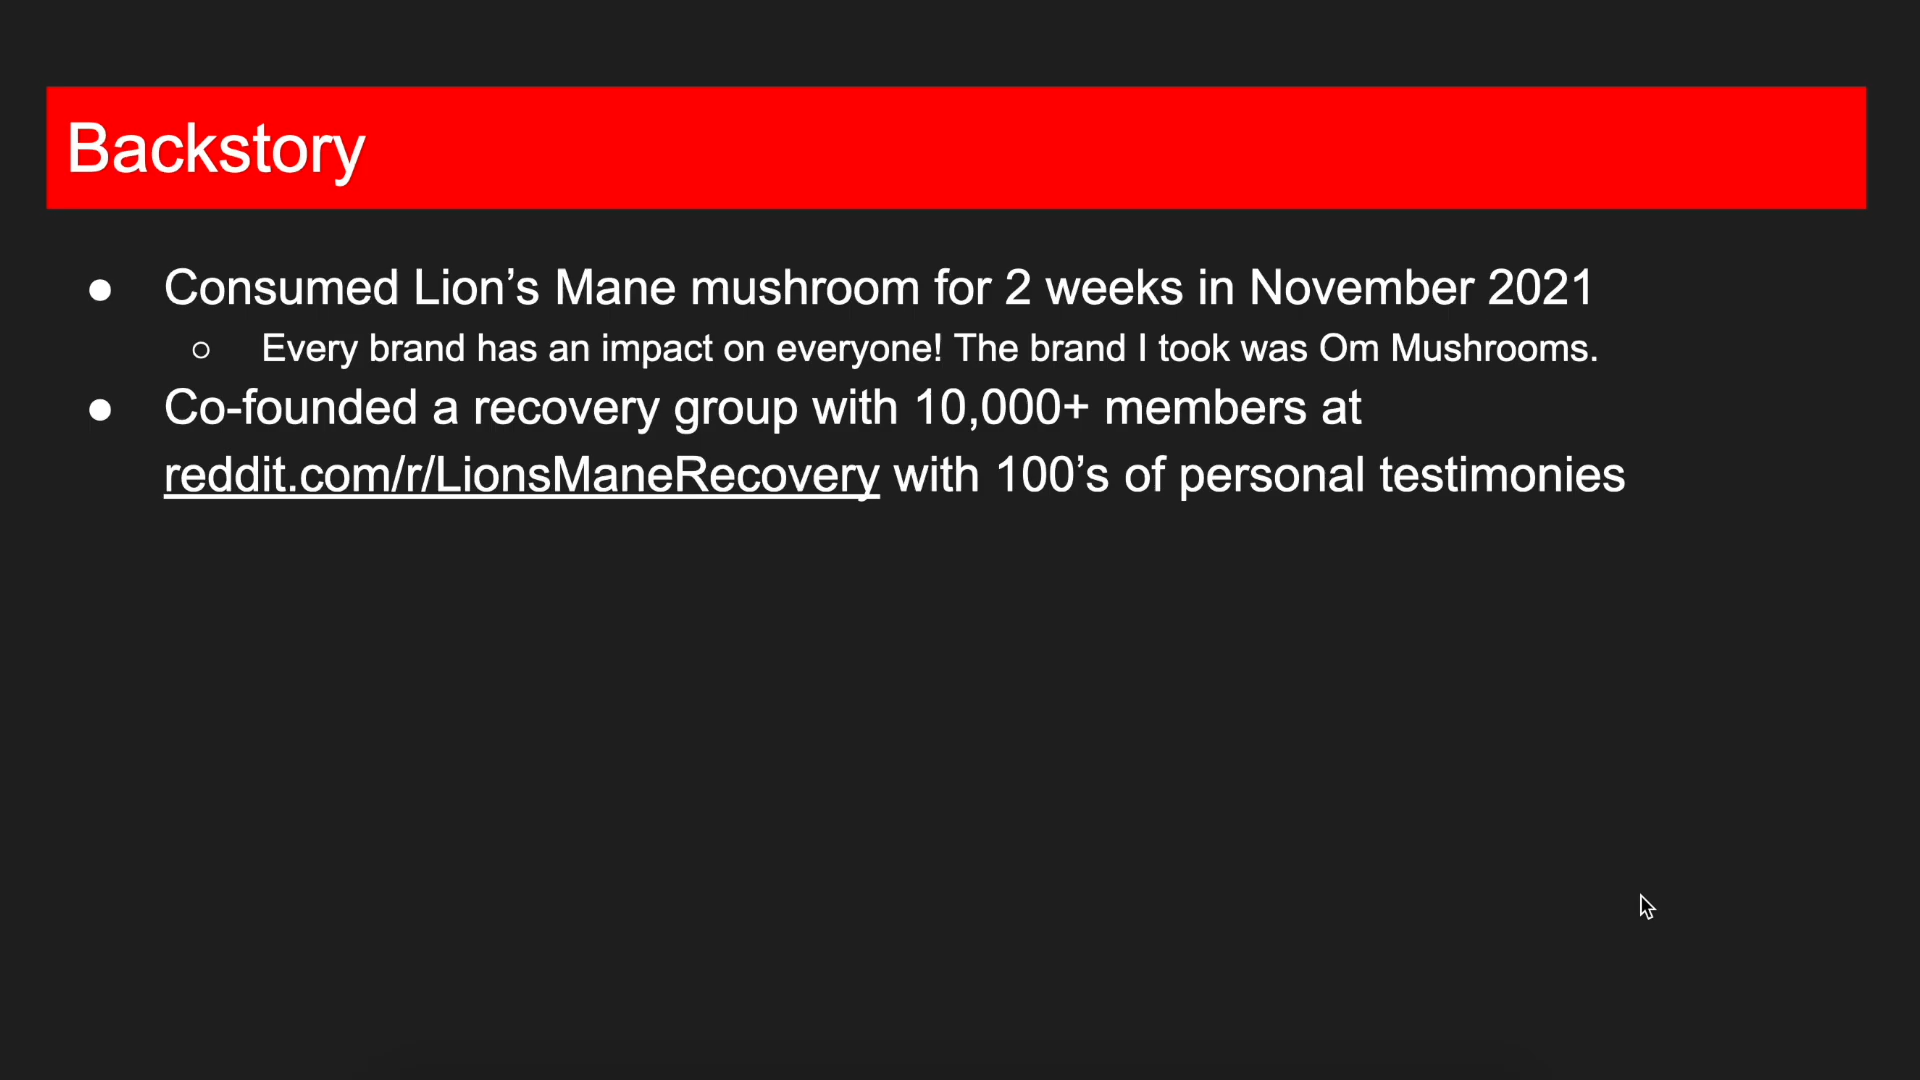 Backstory
● Consumed Lion’s Mane mushroom for 2 weeks in November 2021
○ Every brand has an impact on everyone! The brand I took was Om Mushrooms.
● Co-founded a recovery group with 10,000+ members at
reddit.com/r/LionsManeRecovery with 100’s of personal testimonies